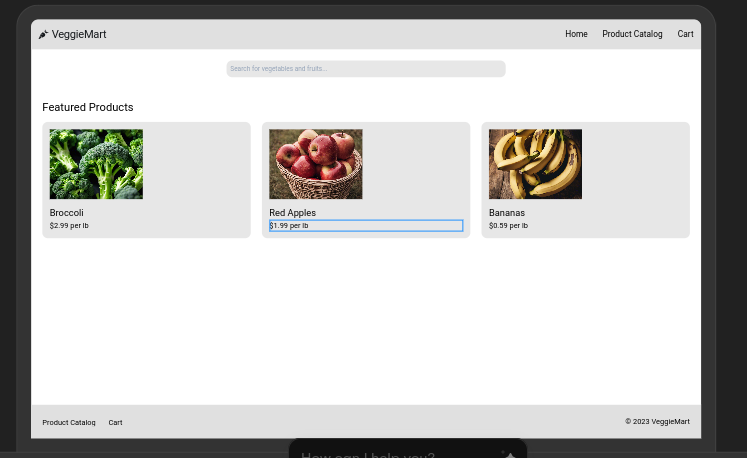 VeggieMart
Home Product Catalog Cart
Search for vegetables and fruits...
Featured Products
Broccoli
$2.99 per lb
Red Apples
$1.99 per lb
Bananas
$0.59 per lb
Product Catalog Cart
© 2023 VeggieMart
How can I help you?